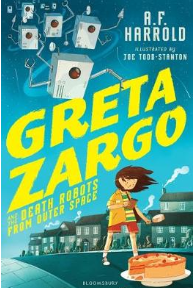 A.F.
HARROLD
ILLUSTRATED BY
JOE TODD-STANTON
GRETA
ZARGO
AND THE
DEATH ROBOTS
FROM OUTER SPACE
BLOOMSBURY